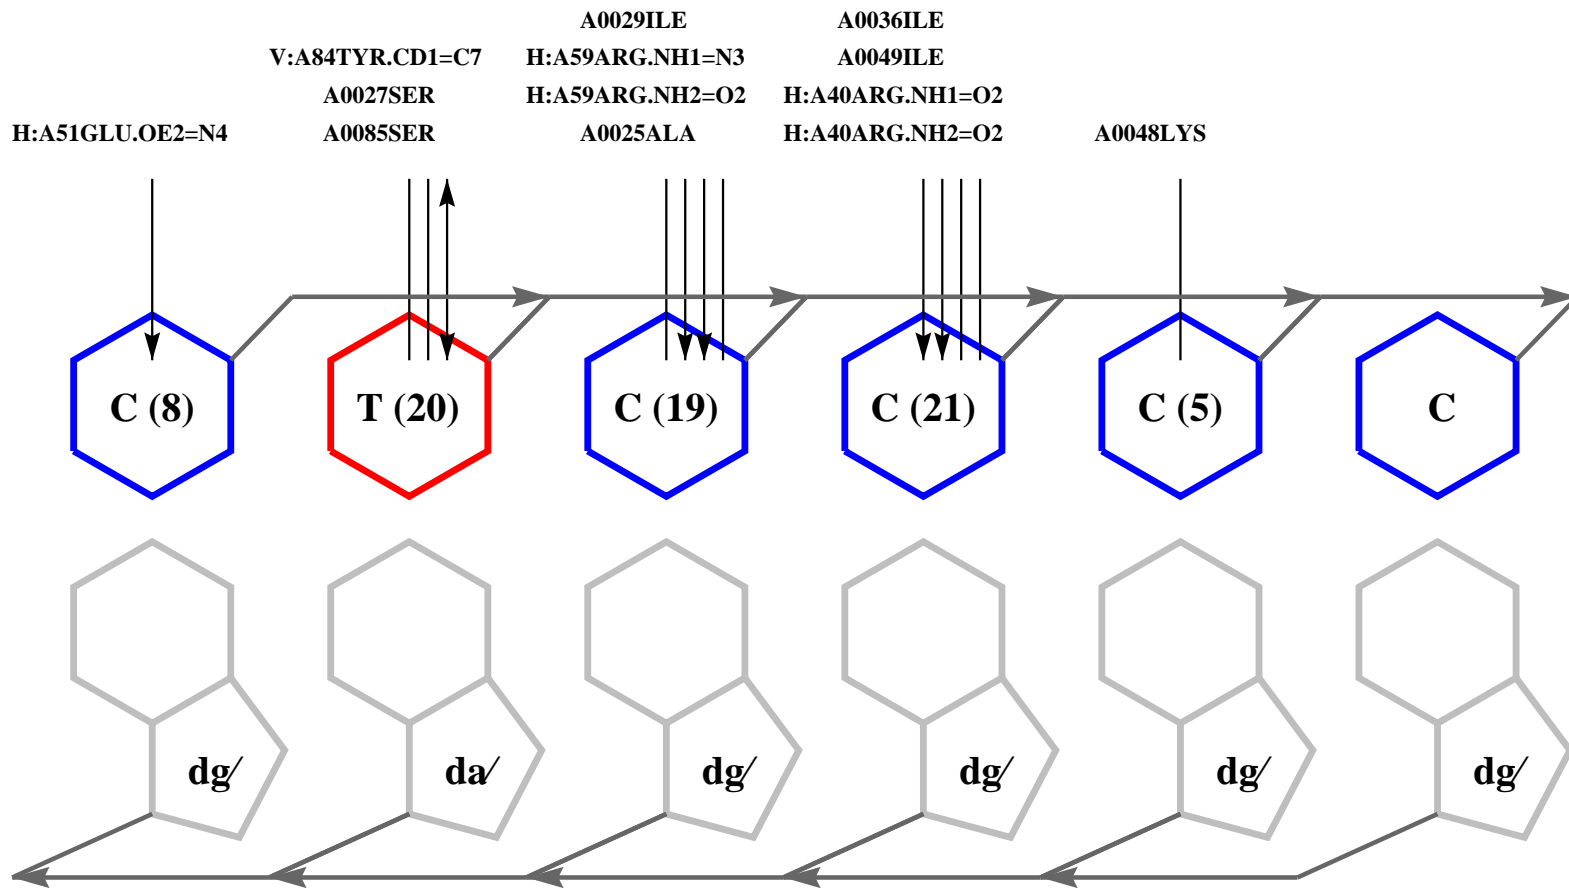 A0029ILE A0036ILE
V:A84TYR.CD1=C7 H:A59ARG.NH1=N3 A0049ILE
A0027SER H:A59ARG.NH2=O2 H:A40ARG.NH1=O2
H:A51GLU.OE2=N4 A0085SER A0025ALA H:A40ARG.NH2=O2 A0048LYS
C (8) T (20) C (19) C (21) C (5) C
dg/ da/ dg/ dg/ dg/ dg/